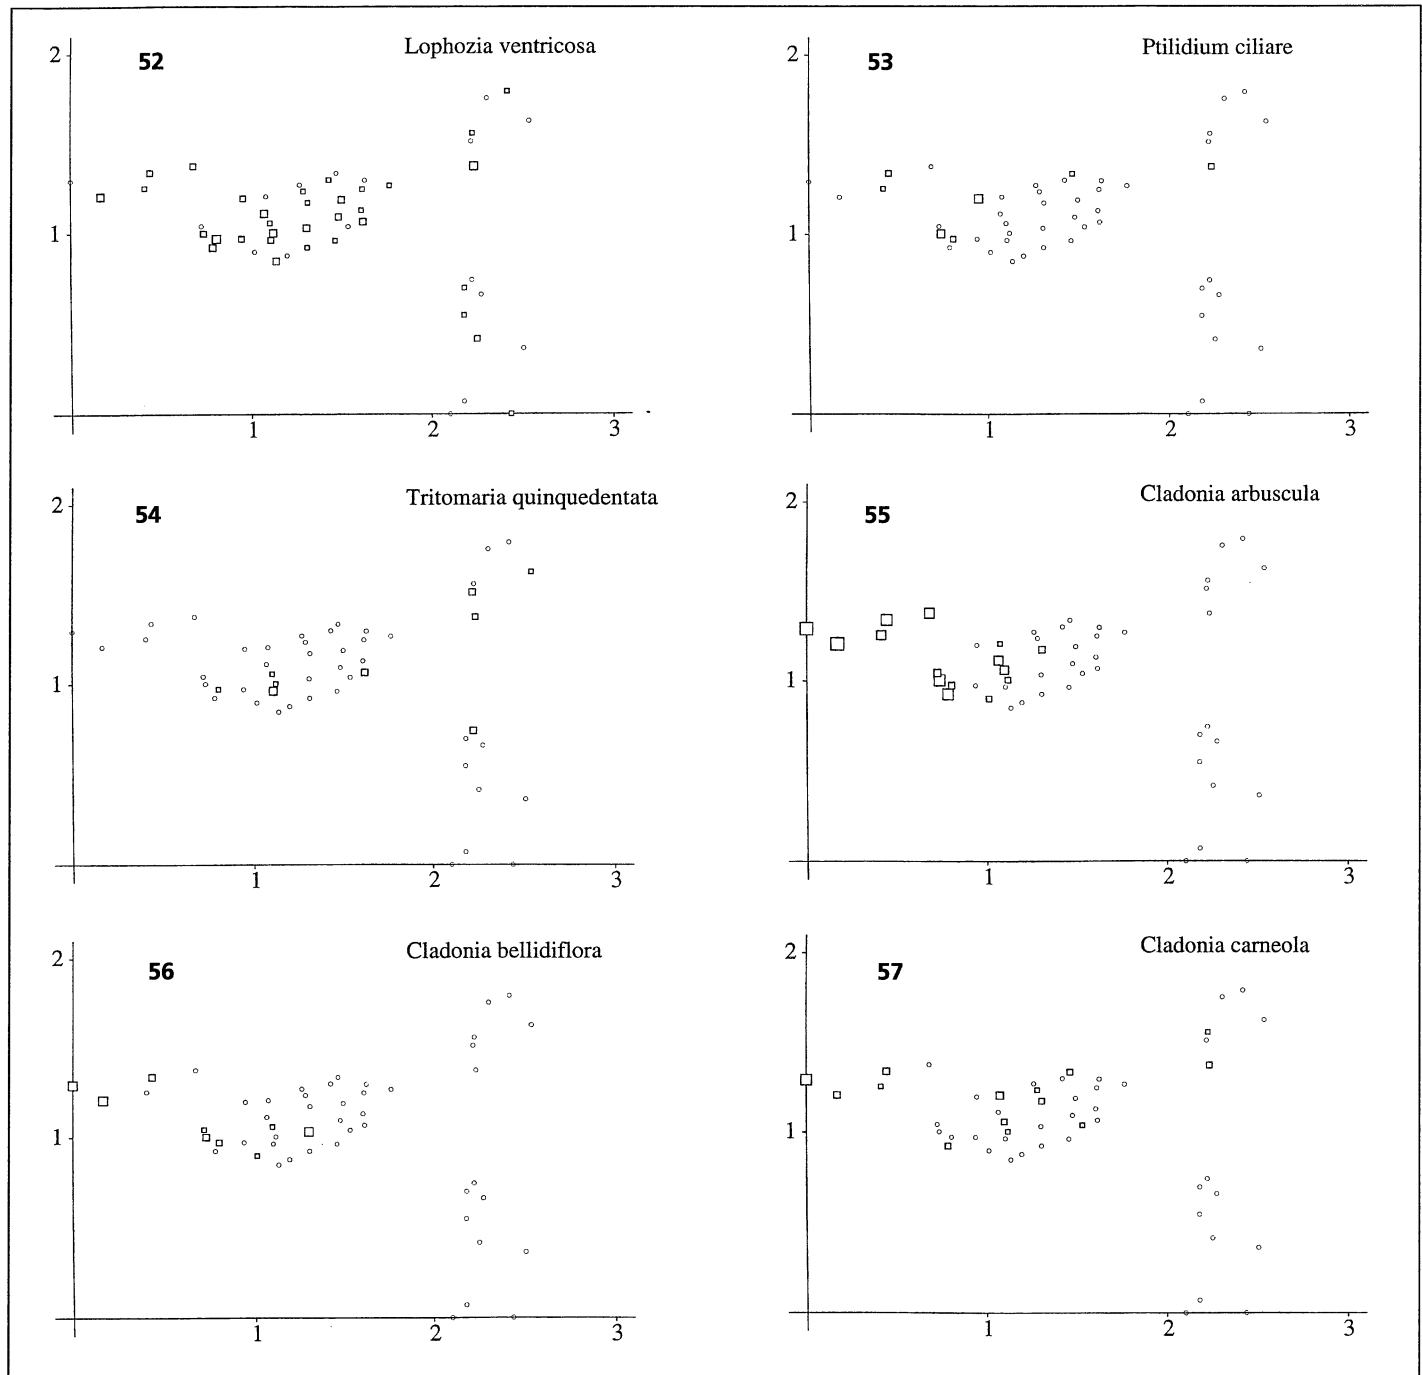 52 Lophozia ventricosa
2
1
1 2 3
53 Ptilidium ciliare
2
1
1 2 3
54 Tritomaria quinquedentata
2
1
1 2 3
55 Cladonia arbuscula
2
1
1 2 3
56 Cladonia bellidiflora
2
1
1 2 3
57 Cladonia carneola
2
1
1 2 3